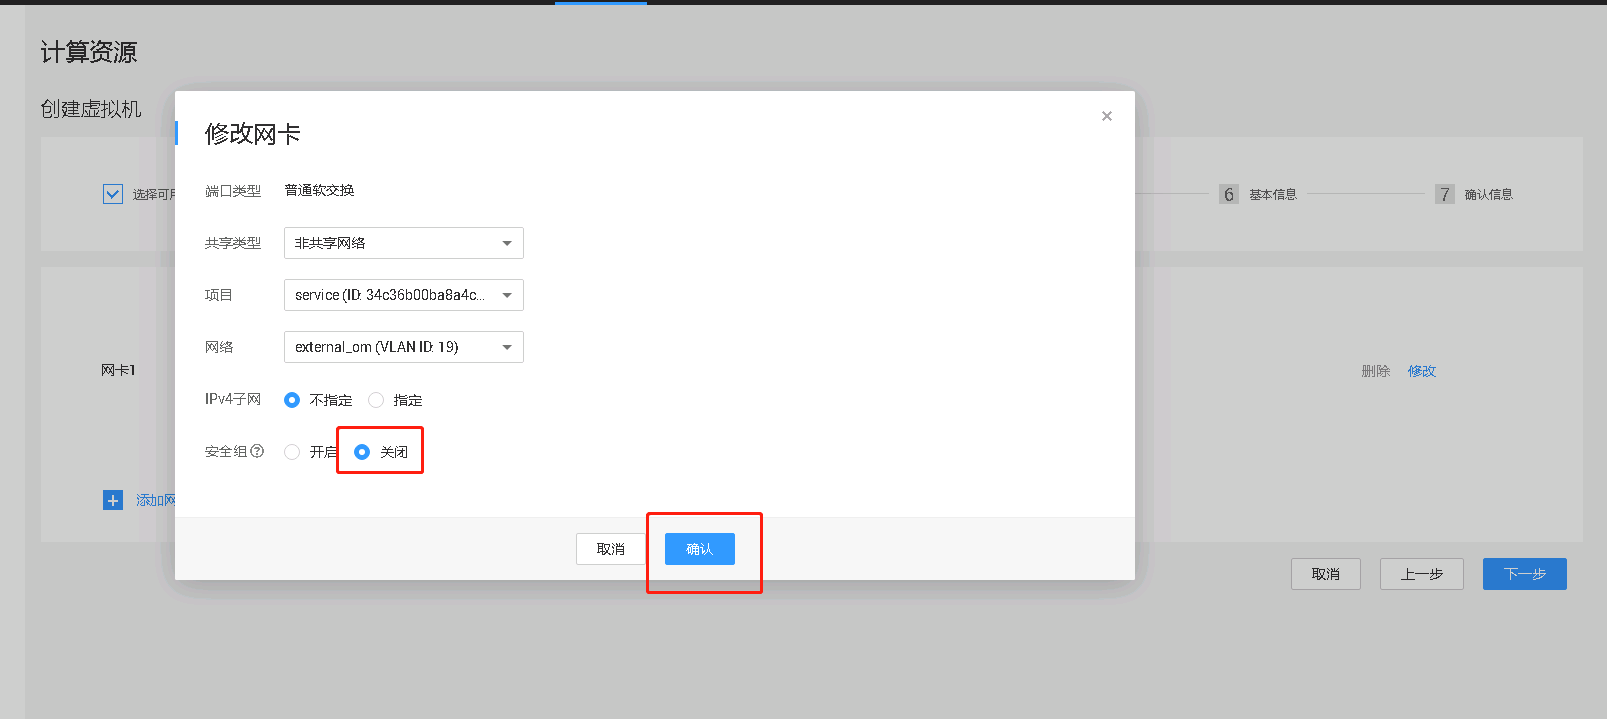 计算资源
创建虚拟机
选择可
6 基本信息
7 确认信息
修改网卡
×
端口类型 普通软交换
共享类型 非共享网络
项目 service (ID: 34c36b00ba8a4c...
网络 external_om (VLAN ID: 19)
IPv4子网 不指定 指定
安全组 ? 开启 关闭
网卡1
删除 修改
+ 添加网
取消 确认
取消 上一步 下一步